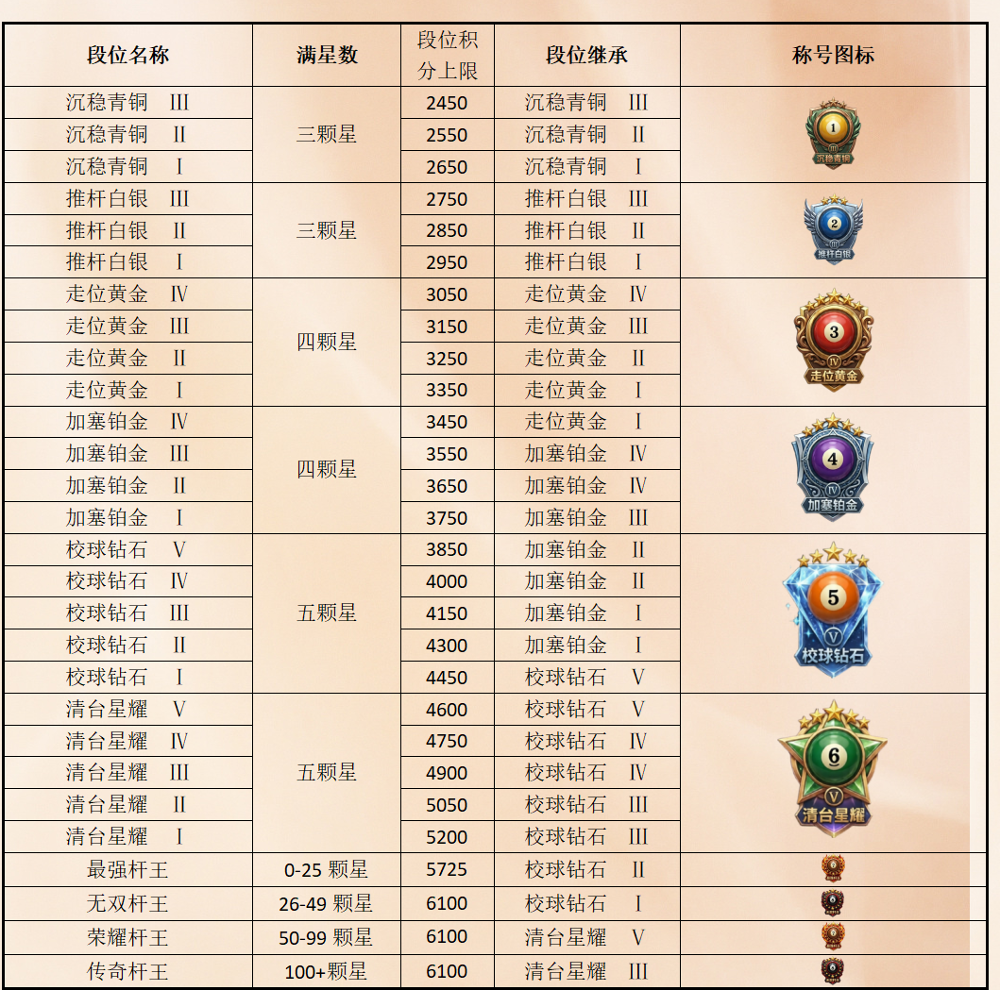 段位名称 满星数 段位积分上限 段位继承 称号图标
沉稳青铜 Ⅲ 三颗星 2450 沉稳青铜 Ⅲ
沉稳青铜 Ⅱ 2550 沉稳青铜 Ⅱ
沉稳青铜 Ⅰ 2650 沉稳青铜 Ⅰ
1
Ⅲ
沉稳青铜
推杆白银 Ⅲ 三颗星 2750 推杆白银 Ⅲ
推杆白银 Ⅱ 2850 推杆白银 Ⅱ
推杆白银 Ⅰ 2950 推杆白银 Ⅰ
2
Ⅲ
推杆白银
走位黄金 Ⅳ 四颗星 3050 走位黄金 Ⅳ
走位黄金 Ⅲ 3150 走位黄金 Ⅲ
走位黄金 Ⅱ 3250 走位黄金 Ⅱ
走位黄金 Ⅰ 3350 走位黄金 Ⅰ
3
Ⅳ
走位黄金
加塞铂金 Ⅳ 四颗星 3450 走位黄金 Ⅰ
加塞铂金 Ⅲ 3550 加塞铂金 Ⅳ
加塞铂金 Ⅱ 3650 加塞铂金 Ⅳ
加塞铂金 Ⅰ 3750 加塞铂金 Ⅲ
4
Ⅳ
加塞铂金
校球钻石 Ⅴ 五颗星 3850 加塞铂金 Ⅱ
校球钻石 Ⅳ 4000 加塞铂金 Ⅱ
校球钻石 Ⅲ 4150 加塞铂金 Ⅰ
校球钻石 Ⅱ 4300 加塞铂金 Ⅰ
校球钻石 Ⅰ 4450 校球钻石 Ⅴ
5
Ⅴ
校球钻石
清台星耀 Ⅴ 五颗星 4600 校球钻石 Ⅴ
清台星耀 Ⅳ 4750 校球钻石 Ⅳ
清台星耀 Ⅲ 4900 校球钻石 Ⅳ
清台星耀 Ⅱ 5050 校球钻石 Ⅲ
清台星耀 Ⅰ 5200 校球钻石 Ⅲ
6
Ⅴ
清台星耀
最强杆王 0-25 颗星 5725 校球钻石 Ⅱ
无双杆王 26-49 颗星 6100 校球钻石 Ⅰ
荣耀杆王 50-99 颗星 6100 清台星耀 Ⅴ
传奇杆王 100+颗星 6100 清台星耀 Ⅲ